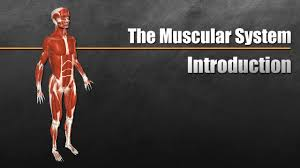 The Muscular System
Introduction